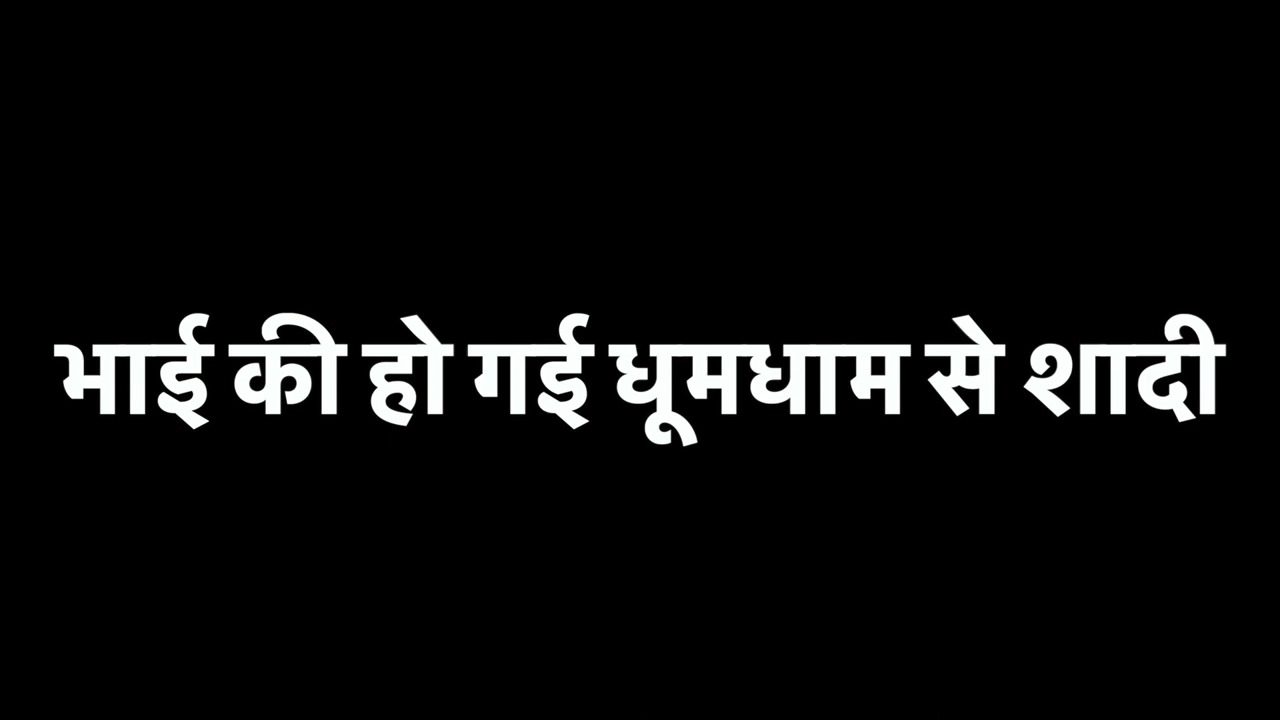 भाई की हो गई धूमधाम से शादी